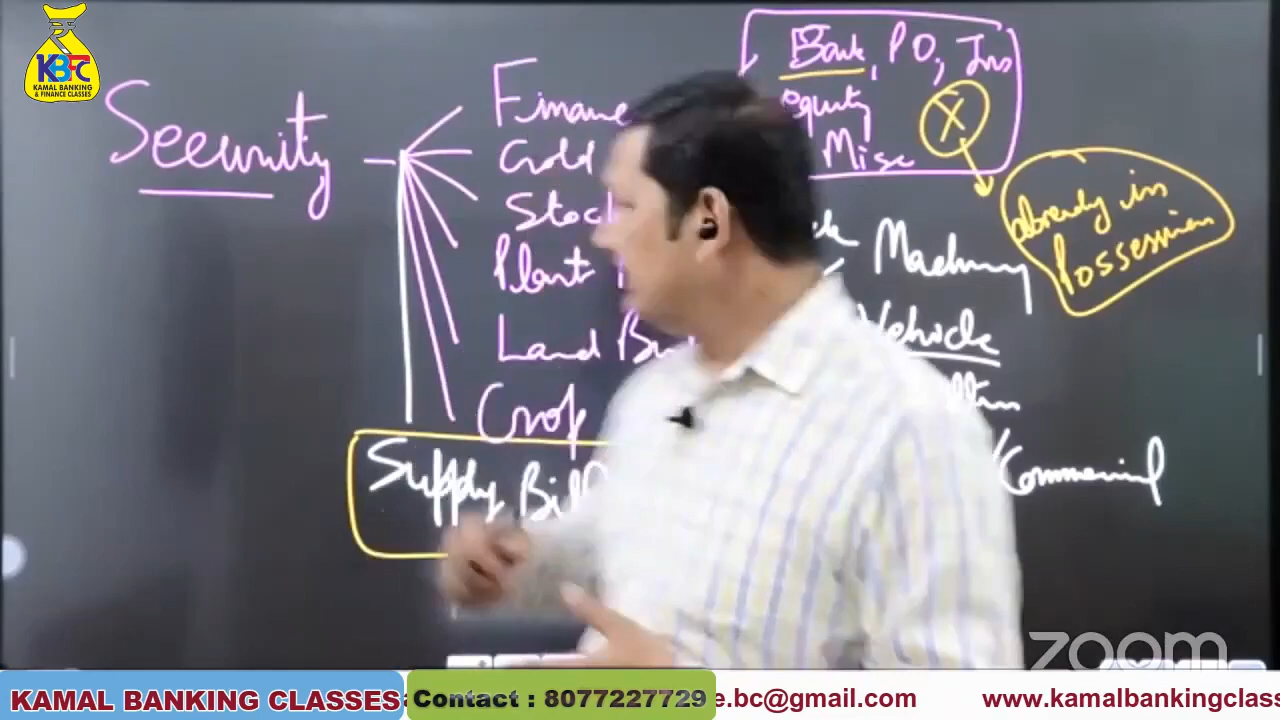 KBFC
KAMAL BANKING
& FINANCE CLASSES
Security
Finance
Gold
Stock
Plant
Land
Crop
Supply Bill
Bank, PO, Ins
equity
Misc
X
already in
Possession
Machinery
Vehicle
/Commercial
zoom
KAMAL BANKING CLASSES
Contact : 8077227729
e.bc@gmail.com
www.kamalbankingclass